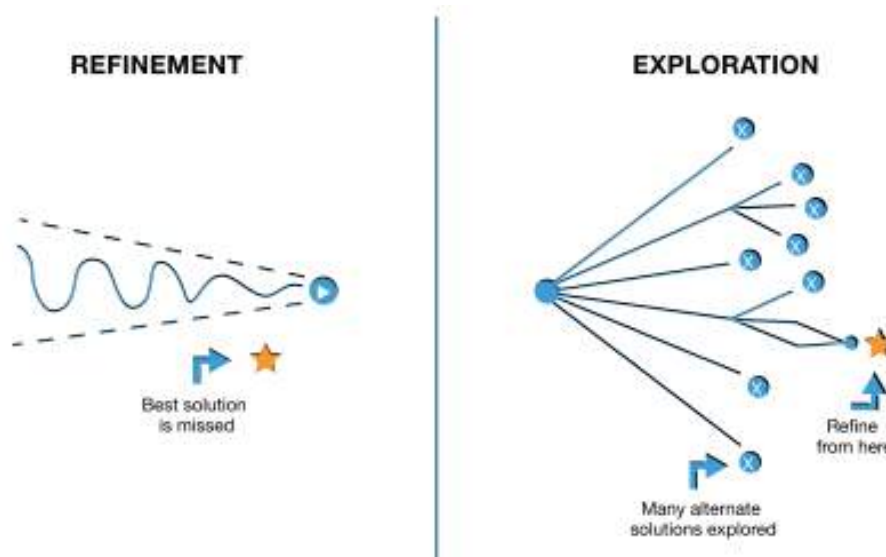 REFINEMENT
Best solution
is missed
EXPLORATION
X
X
X
X
X
X
X
X
Refine
from here
Many alternate
solutions explored